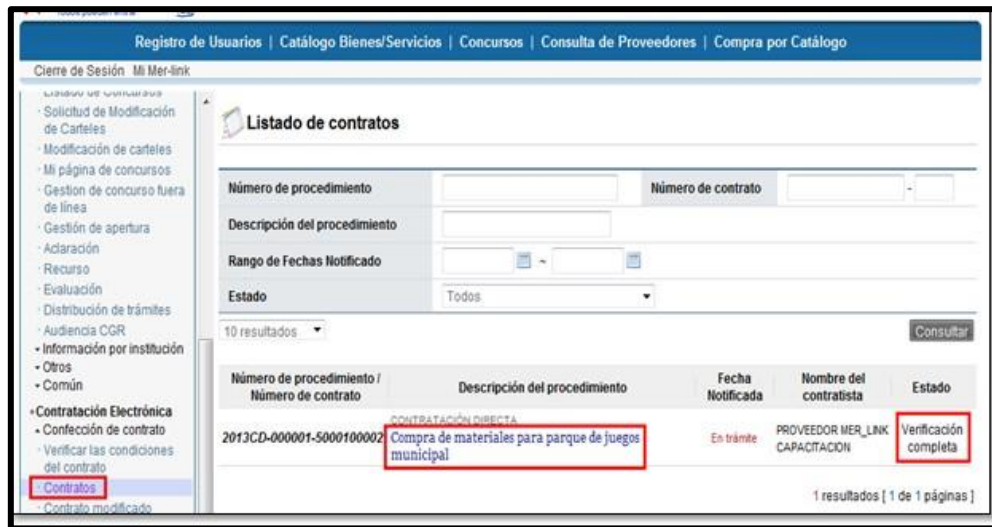 Registro de Usuarios | Catálogo Bienes/Servicios | Concursos | Consulta de Proveedores | Compra por Catálogo
Cierre de Sesión Mi Mer-link
Listado de Concursos
Solicitud de Modificación
de Carteles
Modificación de carteles
Mi página de concursos
Gestion de concurso fuera
de línea
Gestión de apertura
Aclaración
Recurso
Evaluación
Distribución de trámites
Audiencia CGR
Información por institución
Otros
Común
Contratación Electrónica
Confección de contrato
Verificar las condiciones
del contrato
Contratos
Contrato modificado
Listado de contratos
Número de procedimiento
Número de contrato -
Descripción del procedimiento
Rango de Fechas Notificado ~
Estado Todos
10 resultados Consultar
Número de procedimiento /
Número de contrato
Descripción del procedimiento
Fecha
Notificada
Nombre del
contratista
Estado
2013CD-000001-5000100002
CONTRATACIÓN DIRECTA
Compra de materiales para parque de juegos
municipal
En trámite
PROVEEDOR MER_LINK
CAPACITACION
Verificación
completa
1 resultados [ 1 de 1 páginas ]